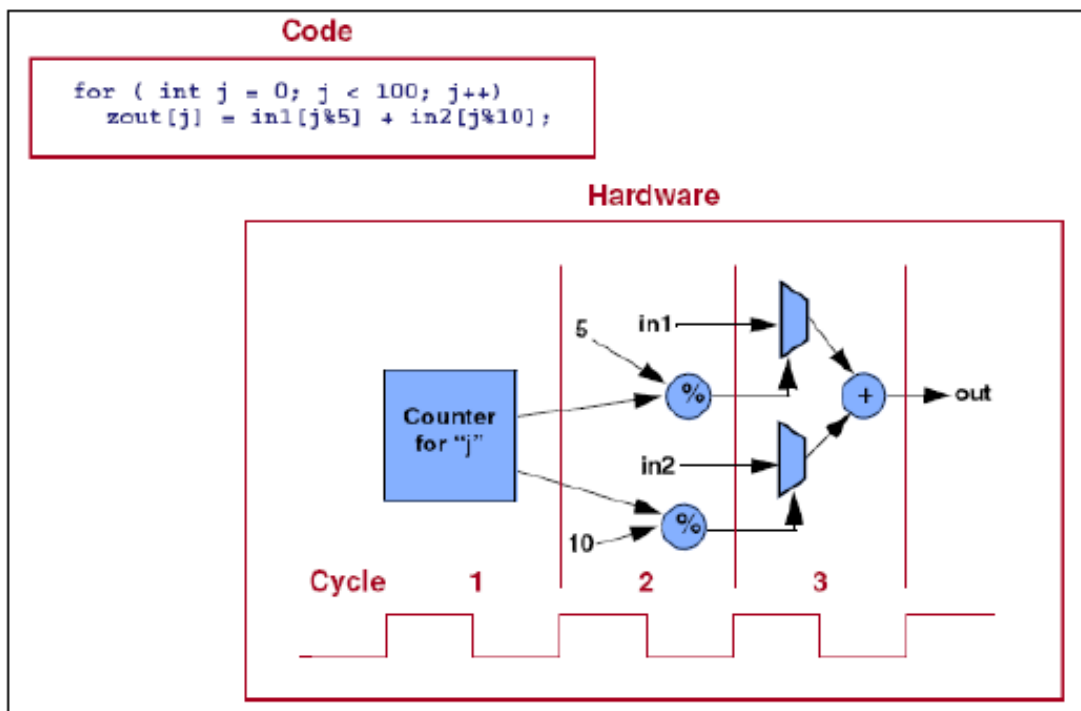 Code
for ( int j = 0; j < 100; j++)
zout[j] = in1[j%5] + in2[j%10];
Hardware
5
in1
%
Counter
for "j"
+
out
in2
10
%
Cycle 1 2 3